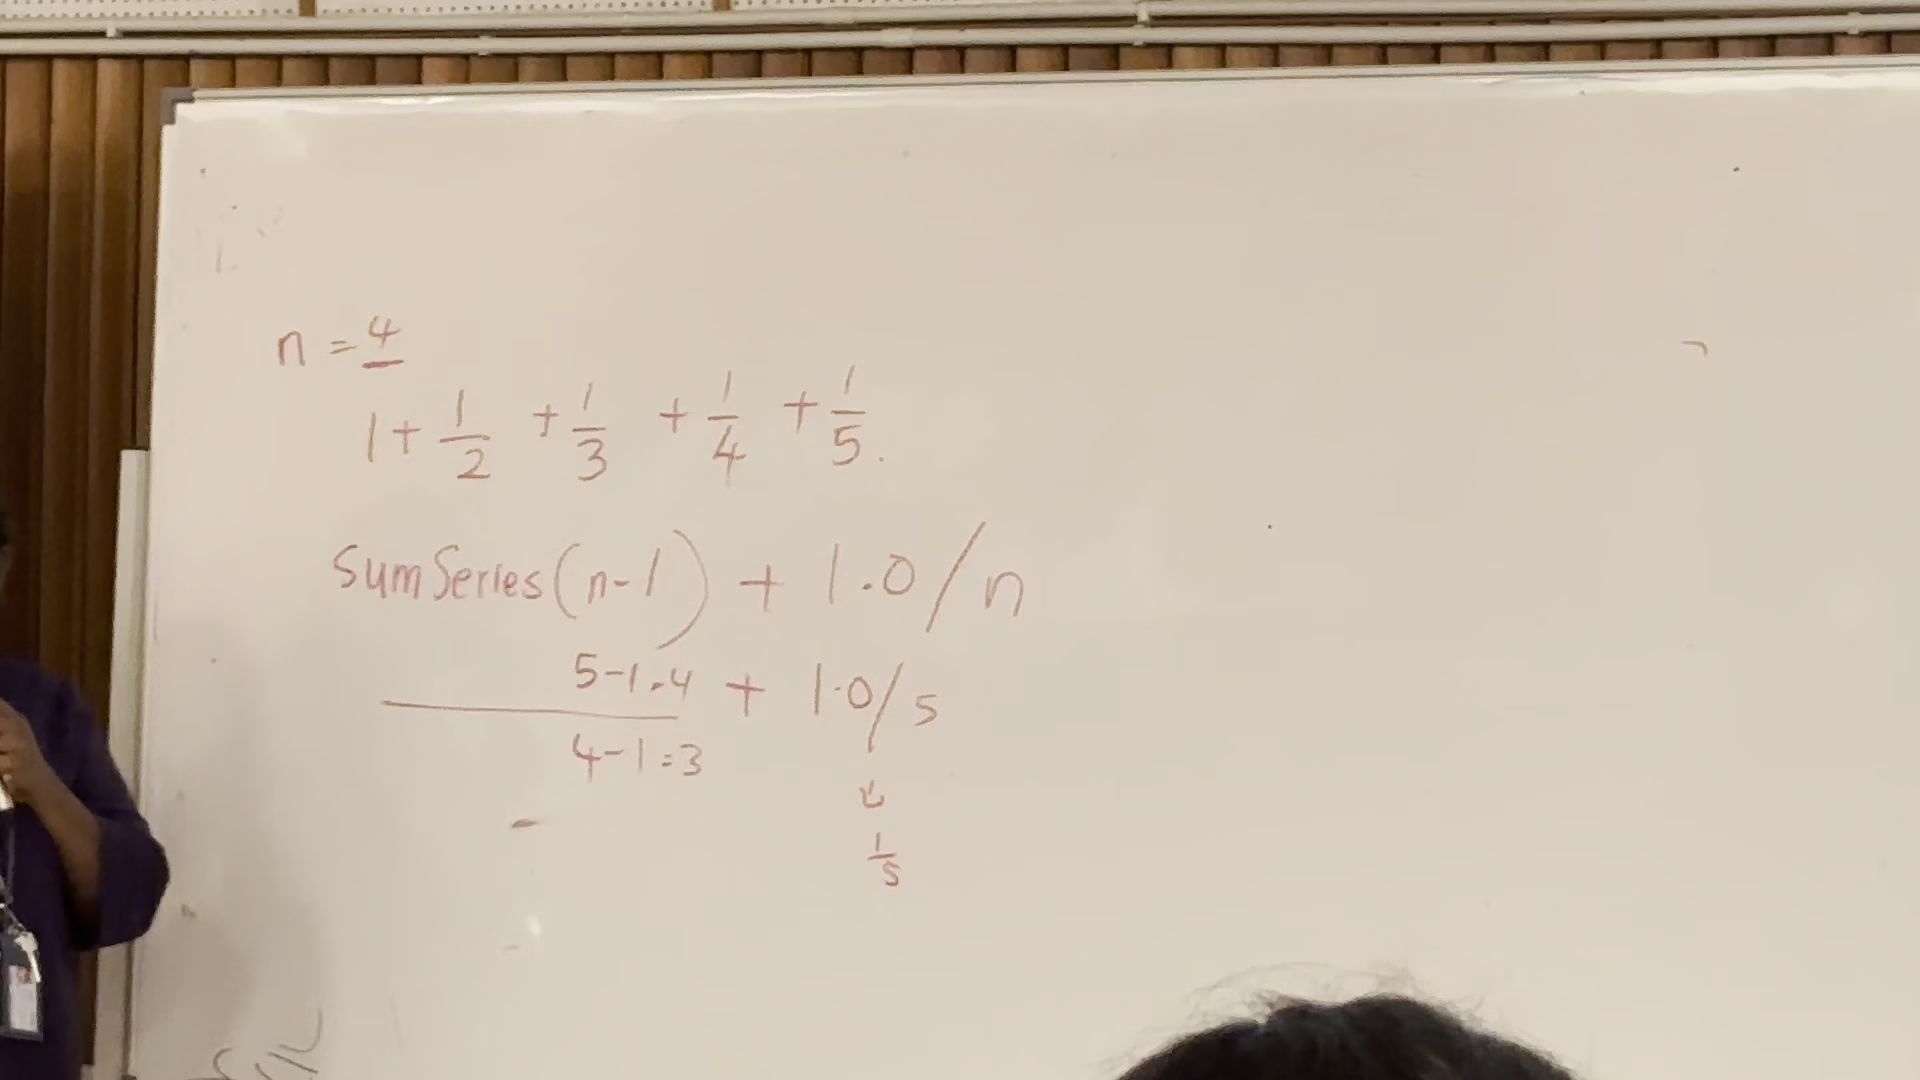 n = 4
1 + 1/2 + 1/3 + 1/4 + 1/5.
SumSeries(n-1) + 1.0/n
5-1.4 + 1.0/5
4-1=3
1/5